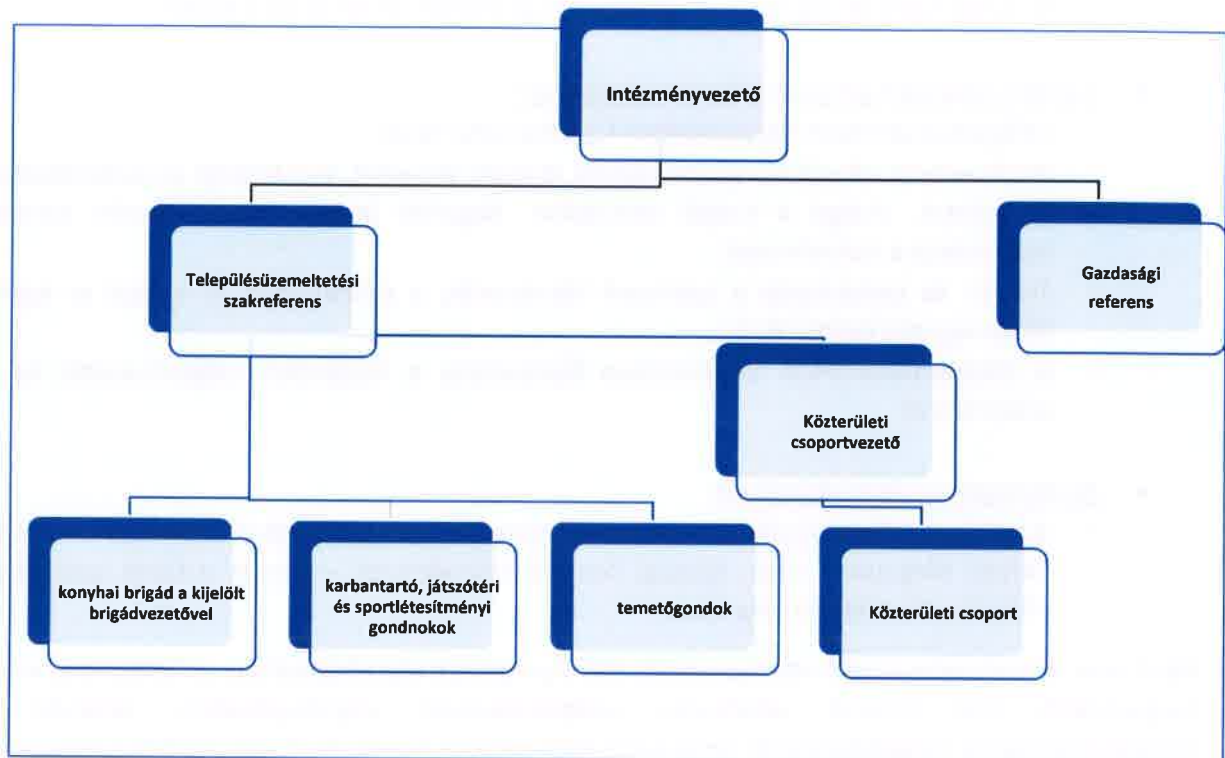 Intézményvezető
Településüzemeltetési
szakreferens
Gazdasági
referens
Közterületi
csoportvezető
konyhai brigád a kijelölt
brigádvezetővel
karbantartó, játszótéri
és sportlétesítményi
gondnokok
temetőgondok
Közterületi csoport